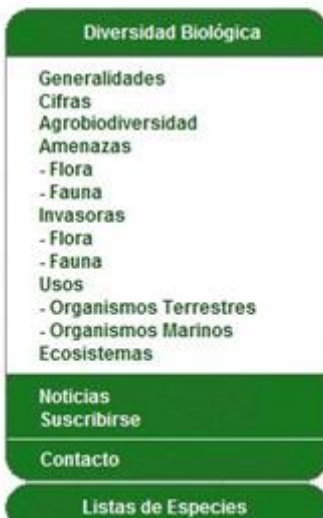 Diversidad Biológica
Generalidades
Cifras
Agrobiodiversidad
Amenazas
- Flora
- Fauna
Invasoras
- Flora
- Fauna
Usos
- Organismos Terrestres
- Organismos Marinos
Ecosistemas
Noticias
Suscribirse
Contacto
Listas de Especies